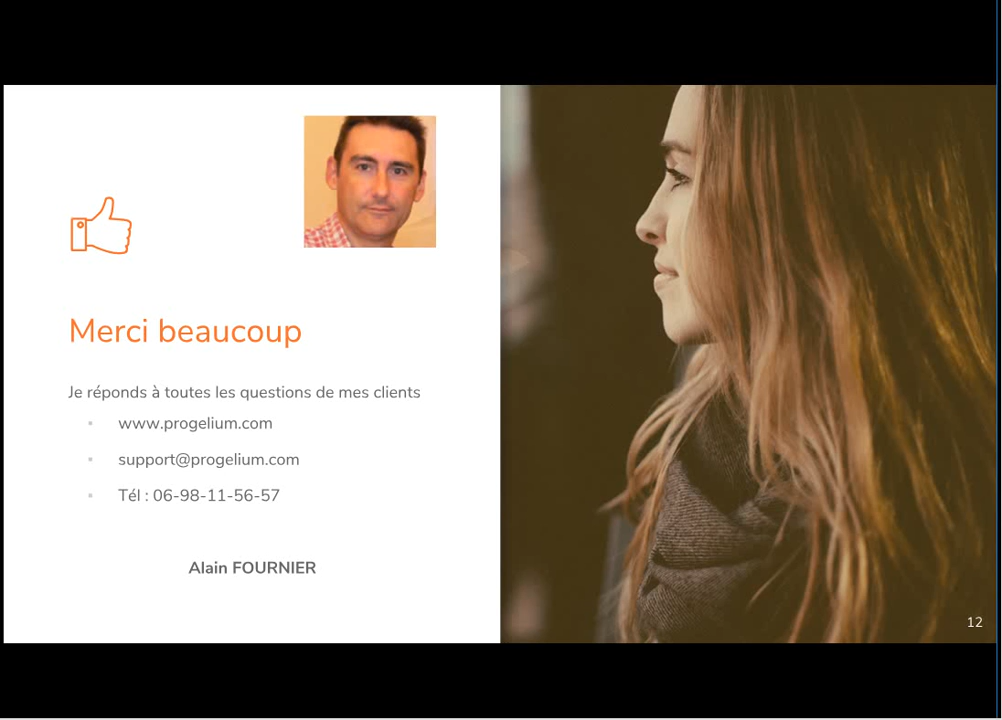 Merci beaucoup
Je réponds à toutes les questions de mes clients
www.progelium.com
support@progelium.com
Tél : 06-98-11-56-57
Alain FOURNIER
12